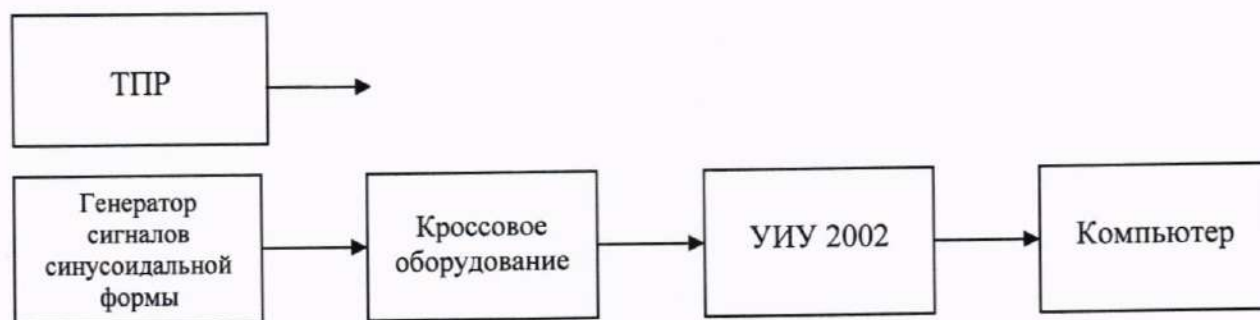 ТПР
Генератор
сигналов
синусоидальной
формы
Кроссовое
оборудование
УИУ 2002
Компьютер